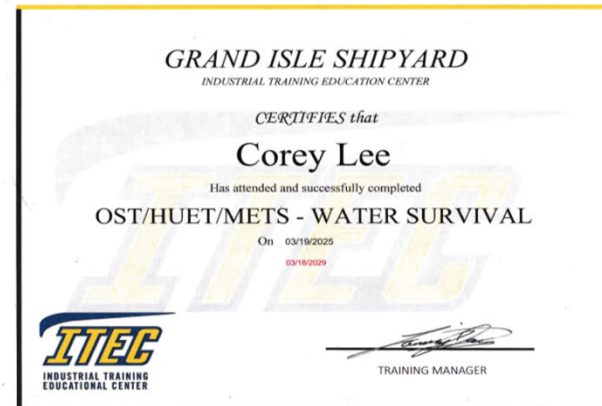 GRAND ISLE SHIPYARD
INDUSTRIAL TRAINING EDUCATION CENTER
CERTIFIES that
Corey Lee
Has attended and successfully completed
OST/HUET/METS - WATER SURVIVAL
On 03/19/2025
03/18/2029
ITEC
ITEC
INDUSTRIAL TRAINING
EDUCATIONAL CENTER
TRAINING MANAGER